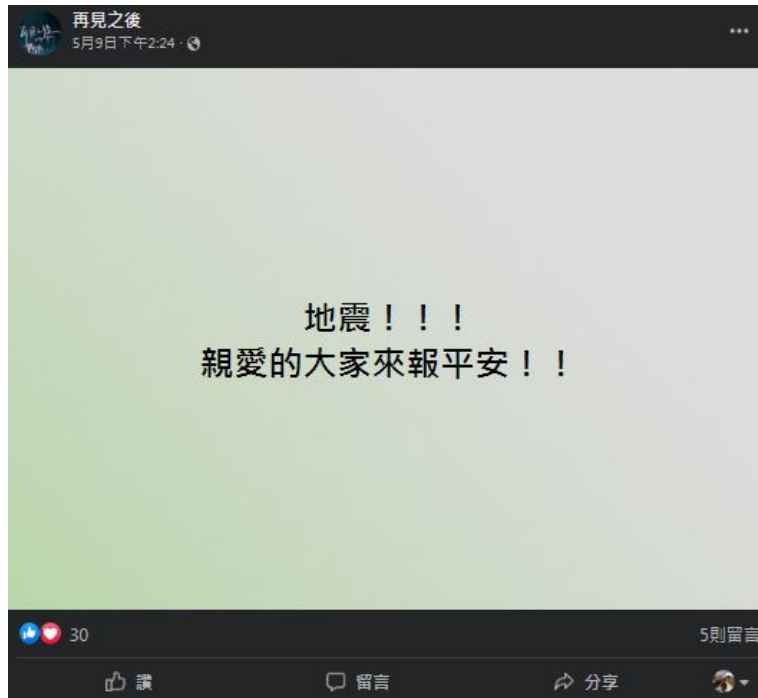 再見之後
5月9日下午2:24 ·
地震！！！
親愛的大家來報平安！！
30
5則留言
讚
留言
分享